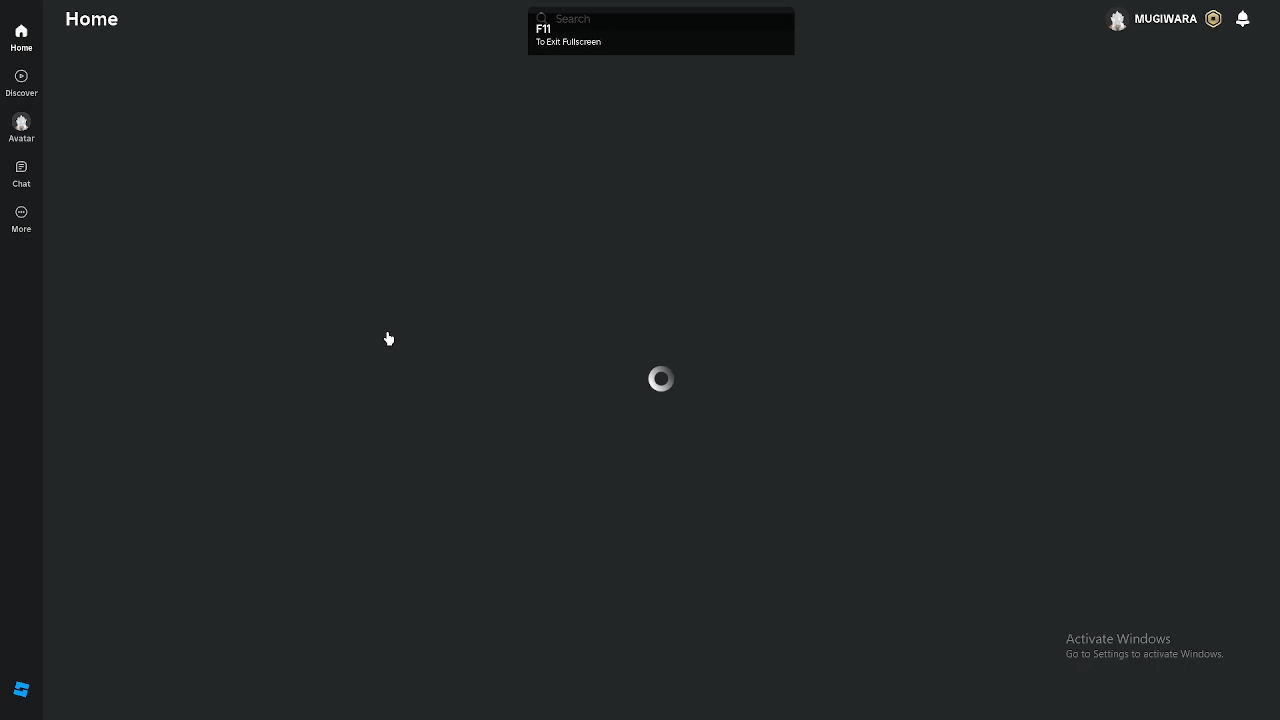 Home
Search
F11
To Exit Fullscreen
MUGIWARA
Home
Discover
Avatar
Chat
More
Activate Windows
Go to Settings to activate Windows.